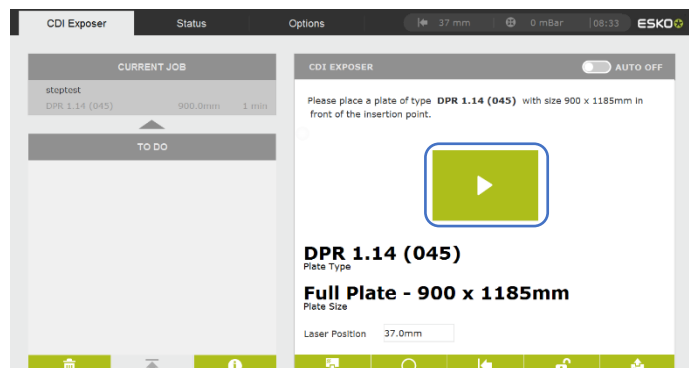 CDI Exposer Status Options 37 mm 0 mBar 08:33 ESKO
CURRENT JOB
steptest
DPR 1.14 (045) 900.0mm 1 min
TO DO
CDI EXPOSER AUTO OFF
Please place a plate of type DPR 1.14 (045) with size 900 x 1185mm in
front of the insertion point.
DPR 1.14 (045)
Plate Type
Full Plate - 900 x 1185mm
Plate Size
Laser Position 37.0mm